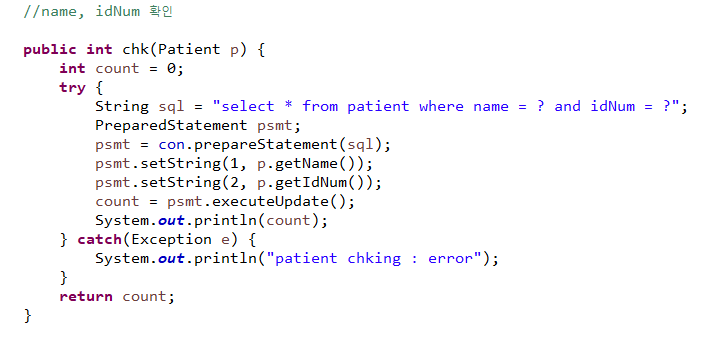 //name, idNum 확인
public int chk(Patient p) {
int count = 0;
try {
String sql = "select * from patient where name = ? and idNum = ?";
PreparedStatement psmt;
psmt = con.prepareStatement(sql);
psmt.setString(1, p.getName());
psmt.setString(2, p.getIdNum());
count = psmt.executeUpdate();
System.out.println(count);
} catch(Exception e) {
System.out.println("patient chking : error");
}
return count;
}